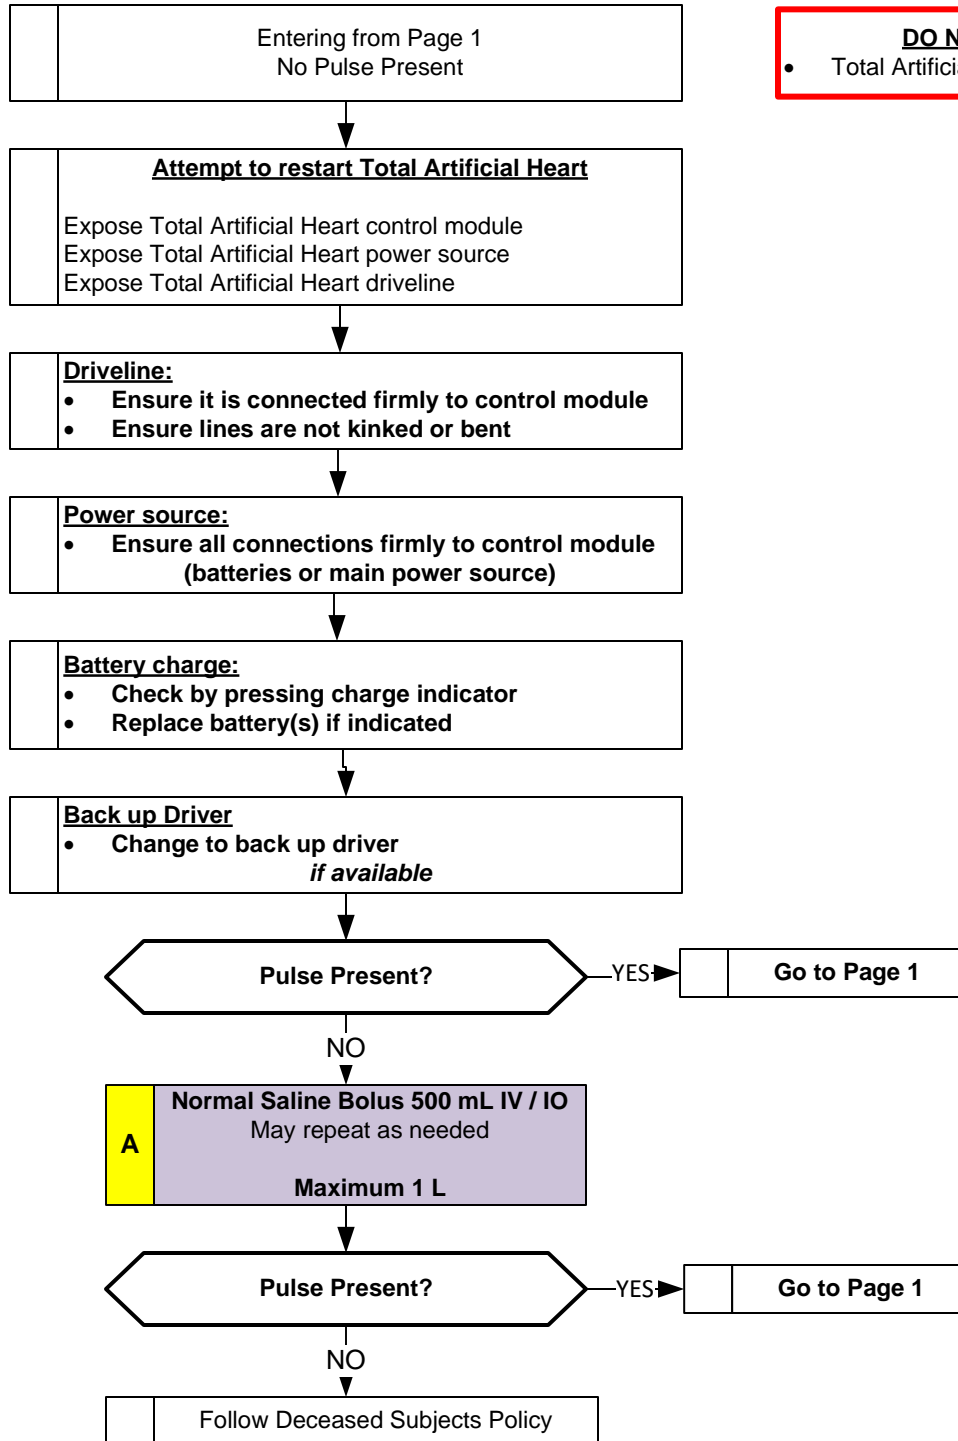 Entering from Page 1
No Pulse Present
DO N
• Total Artifici
Attempt to restart Total Artificial Heart
Expose Total Artificial Heart control module
Expose Total Artificial Heart power source
Expose Total Artificial Heart driveline
Driveline:
• Ensure it is connected firmly to control module
• Ensure lines are not kinked or bent
Power source:
• Ensure all connections firmly to control module
(batteries or main power source)
Battery charge:
• Check by pressing charge indicator
• Replace battery(s) if indicated
Back up Driver
• Change to back up driver
if available
Pulse Present?
YES
Go to Page 1
NO
A
Normal Saline Bolus 500 mL IV / IO
May repeat as needed
Maximum 1 L
Pulse Present?
YES
Go to Page 1
NO
Follow Deceased Subjects Policy